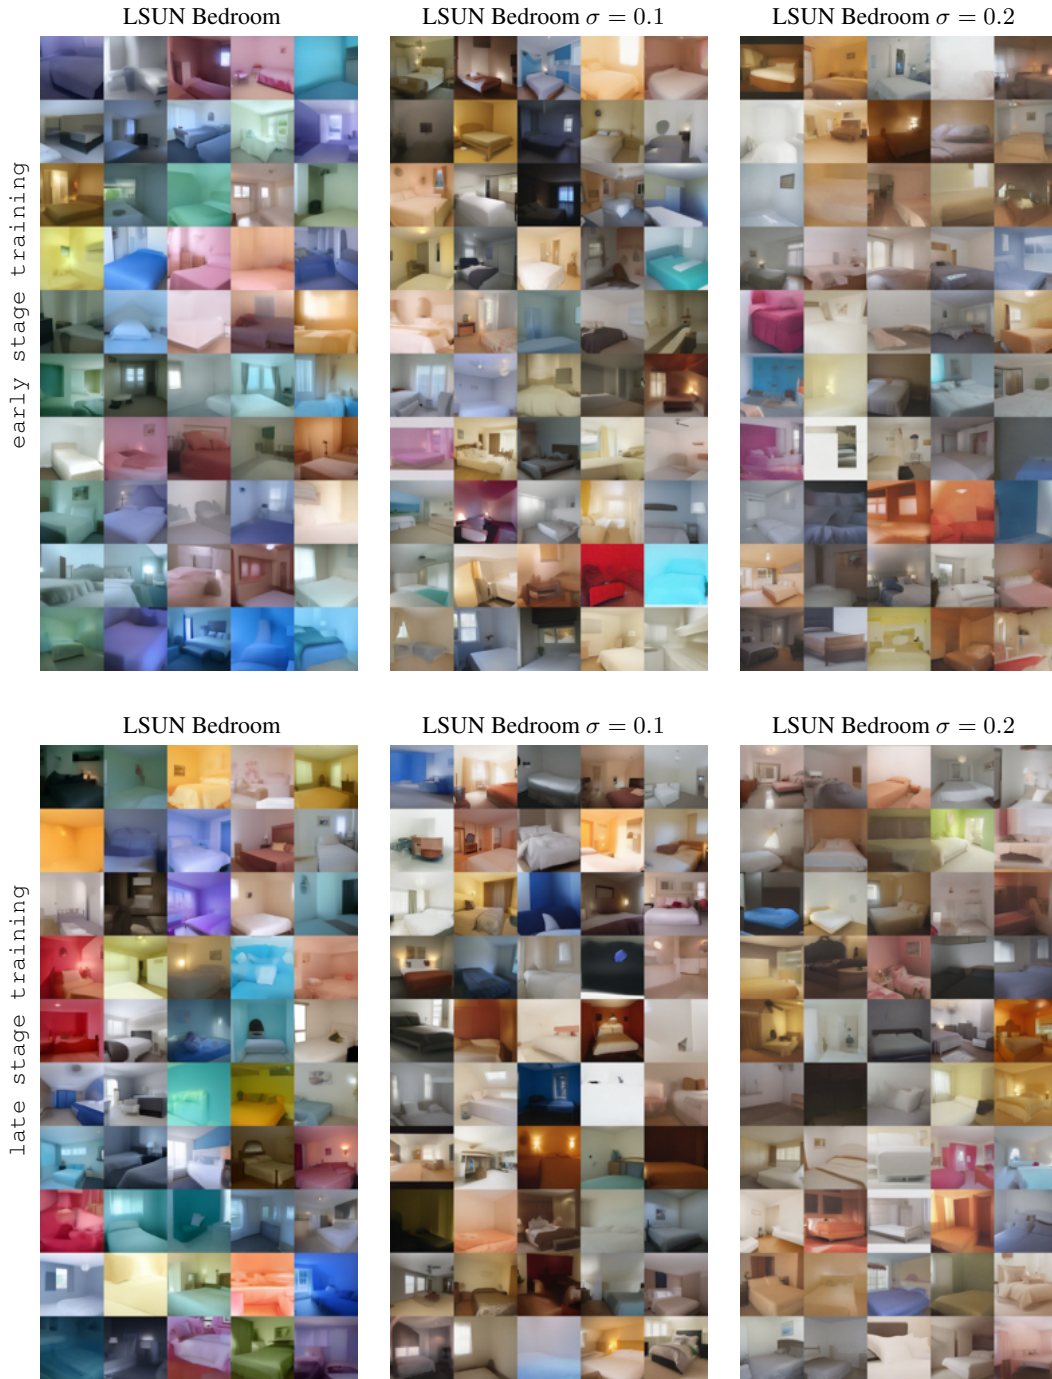 LSUN Bedroom
LSUN Bedroom σ = 0.1
LSUN Bedroom σ = 0.2
early stage training
LSUN Bedroom
LSUN Bedroom σ = 0.1
LSUN Bedroom σ = 0.2
late stage training